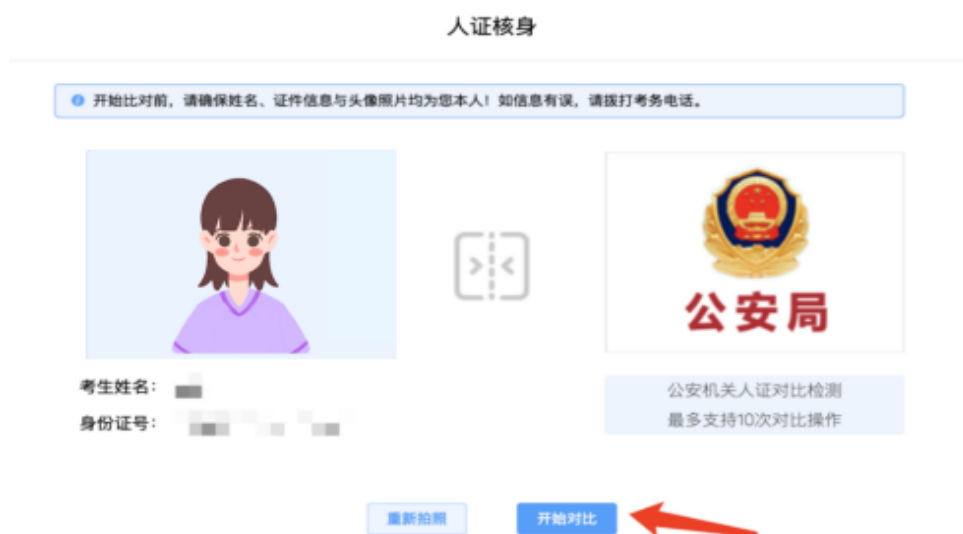 人证核身
开始比对前，请确保姓名、证件信息与头像照片均为您本人！如信息有误，请拨打考务电话。
公安局
考生姓名：
身份证号：
公安机关人证对比检测
最多支持10次对比操作
重新拍照
开始对比